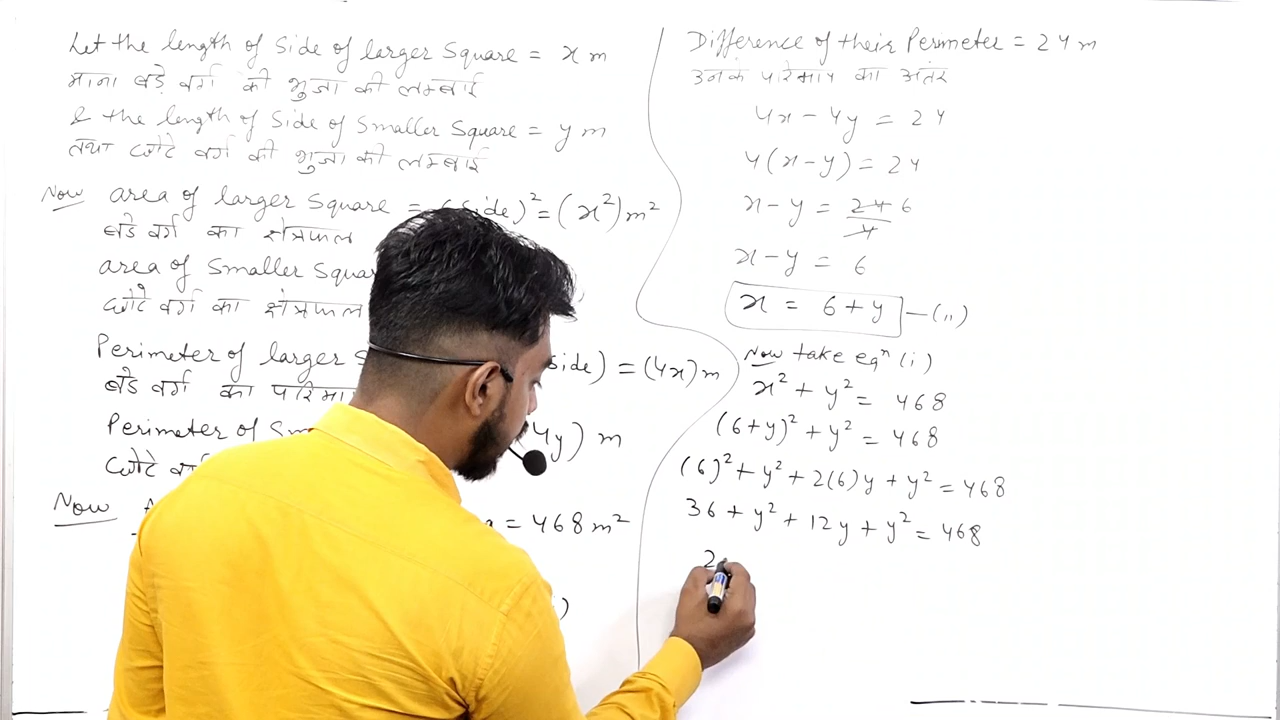 Let the length of side of larger Square = x m
माना बड़े वर्ग की भुजा की लम्बाई
& the length of side of smaller Square = y m
तथा छोटे वर्ग की भुजा की लम्बाई
Now area of larger Square = (side)² = (x²) m²
बड़े वर्ग का क्षेत्रफल
area of smaller Squar
छोटे वर्ग का क्षेत्रफल
Perimeter of larger side) = (4x) m
बड़े वर्ग का परिमा
Perimeter of Sm 4y) m
छोटे वर्ग
Now = 468 m²
Difference of their Perimeter = 24 m
उनके परिमाप का अंतर
4x - 4y = 24
4(x-y) = 24
x - y = 24/4 6
x - y = 6
x = 6 + y —(ii)
Now take eqⁿ (i)
x² + y² = 468
(6+y)² + y² = 468
(6)² + y² + 2(6)y + y² = 468
36 + y² + 12y + y² = 468
2